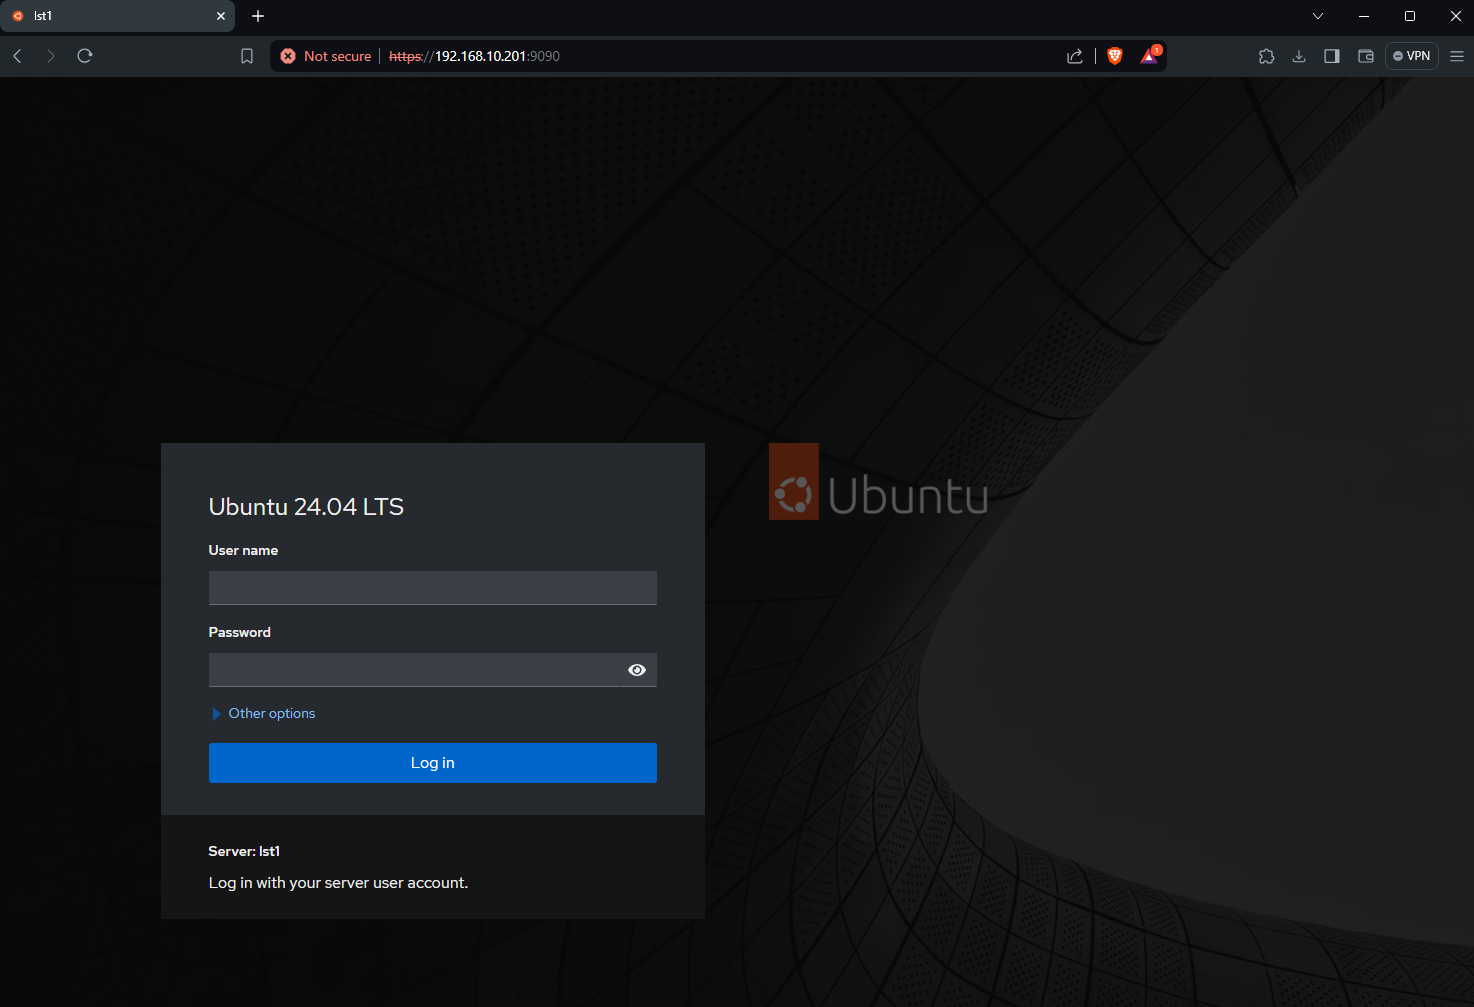 lst1
Not secure
https://192.168.10.201:9090
1
VPN
Ubuntu 24.04 LTS
Ubuntu
User name
Password
Other options
Log in
Server: lst1
Log in with your server user account.